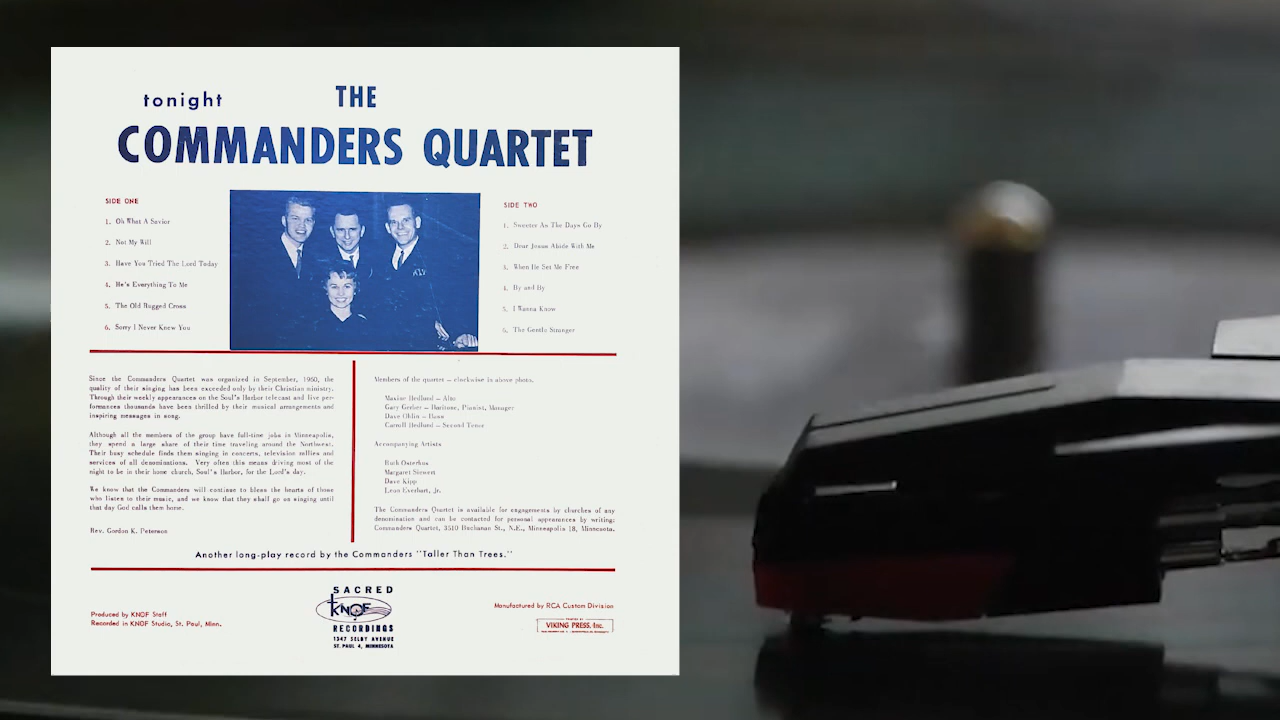 tonight THE
COMMANDERS QUARTET
SIDE ONE
1. Oh What A Savior
2. Not My Will
3. Have You Tried The Lord Today
4. He's Everything To Me
5. The Old Rugged Cross
6. Sorry I Never Knew You
SIDE TWO
1. Sweeter As The Days Go By
2. Dear Jesus Abide With Me
3. When He Set Me Free
4. By and By
5. I Wanna Know
6. The Gentle Stranger
Since the Commanders Quartet was organized in September, 1960, the
quality of their singing has been exceeded only by their Christian ministry.
Through their weekly appearances on the Soul's Harbor telecast and live per-
formances thousands have been thrilled by their musical arrangements and
inspiring messages in song.
Although all the members of the group have full-time jobs in Minneapolis,
they spend a large share of their time traveling around the Northwest.
Their busy schedule finds them singing in concerts, television rallies and
services of all denominations. Very often this means driving most of the
night to be in their home church, Soul's Harbor, for the Lord's day.
We know that the Commanders will continue to bless the hearts of those
who listen to their music, and we know that they shall go on singing until
that day God calls them home.
Rev. Gordon K. Peterson
Members of the quartet — clockwise in above photo.
Maxine Hedlund — Alto
Gary Gerber — Baritone, Pianist, Manager
Dave Oblin — Bass
Carroll Hedlund — Second Tenor
Accompanying Artists
Ruth Osterhus
Margaret Siewert
Dave Kipp
Leon Everhart, Jr.
The Commanders Quartet is available for engagements by churches of any
denomination and can be contacted for personal appearances by writing:
Commanders Quartet, 3510 Buchanan St., N.E., Minneapolis 18, Minnesota.
Another long-play record by the Commanders "Taller Than Trees."
Produced by KNOF Staff
Recorded in KNOF Studio, St. Paul, Minn.
SACRED
KNOF
RECORDINGS
1347 SELBY AVENUE
ST. PAUL 4, MINNESOTA
Manufactured by RCA Custom Division
PRINTED BY
VIKING PRESS, Inc.